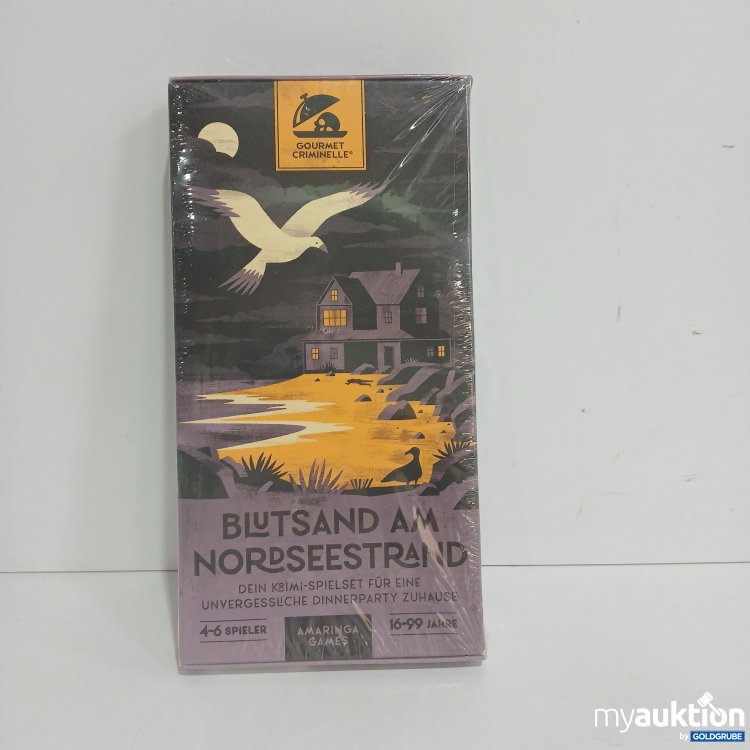 GOURMET
CRIMINELLE®
BLUTSAND AM
NORDSEESTRAND
DEIN KRIMI-SPIELSET FÜR EINE
UNVERGESSLICHE DINNERPARTY ZUHAUSE
4-6 SPIELER
AMARINGA
GAMES
16-99 JAHRE
myauktion
by GOLDGRUBE